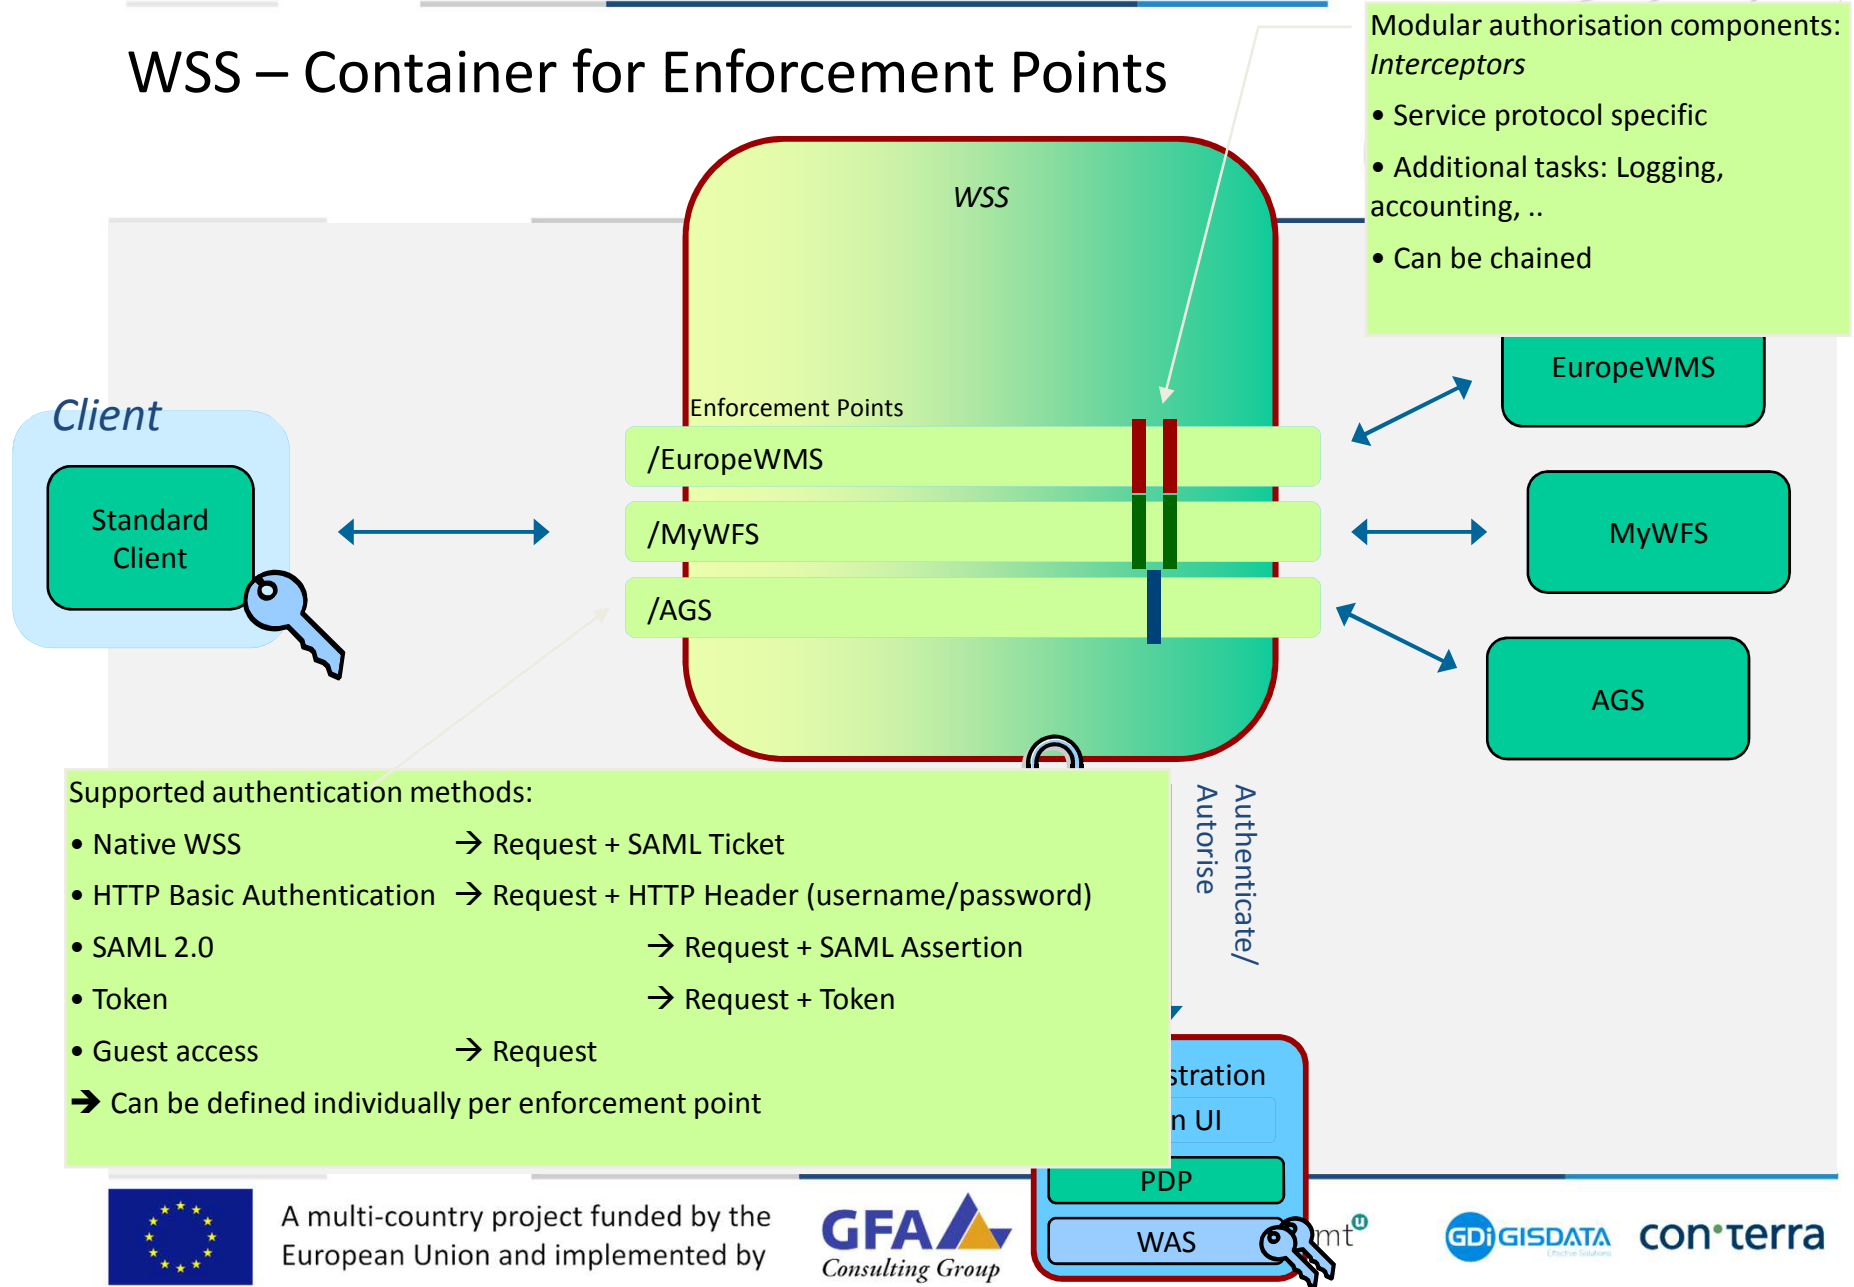 WSS – Container for Enforcement Points
Modular authorisation components:
Interceptors
• Service protocol specific
• Additional tasks: Logging,
accounting, ..
• Can be chained
WSS
Enforcement Points
/EuropeWMS
/MyWFS
/AGS
Client
Standard
Client
EuropeWMS
MyWFS
AGS
Authenticate/
Autorise
Supported authentication methods:
• Native WSS → Request + SAML Ticket
• HTTP Basic Authentication → Request + HTTP Header (username/password)
• SAML 2.0 → Request + SAML Assertion
• Token → Request + Token
• Guest access → Request
➔ Can be defined individually per enforcement point
stration
n UI
PDP
WAS
A multi-country project funded by the
European Union and implemented by
GFA
Consulting Group
mt u
GDi GISDATA
Effective Solutions
con•terra